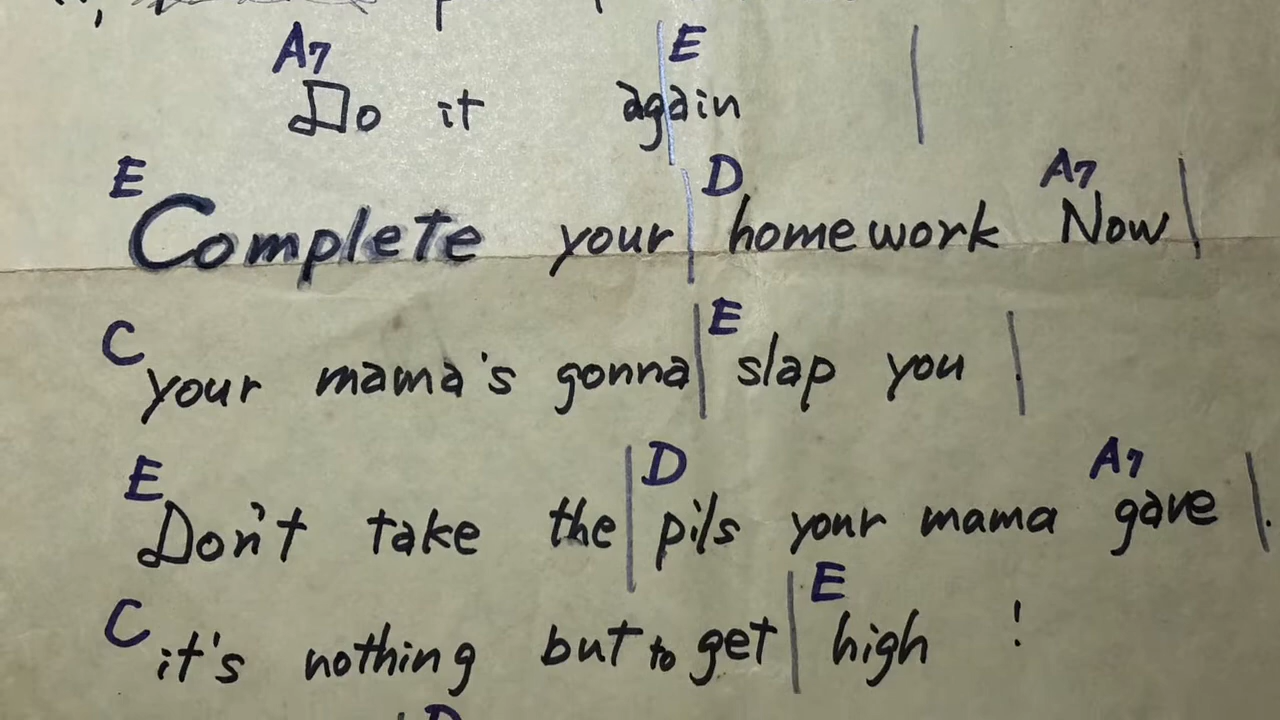 A7 E
Do it again
E D A7
Complete your homework Now
C E
your mama's gonna slap you
E D A7
Don't take the pils your mama gave
C E
it's nothing but to get high !
D